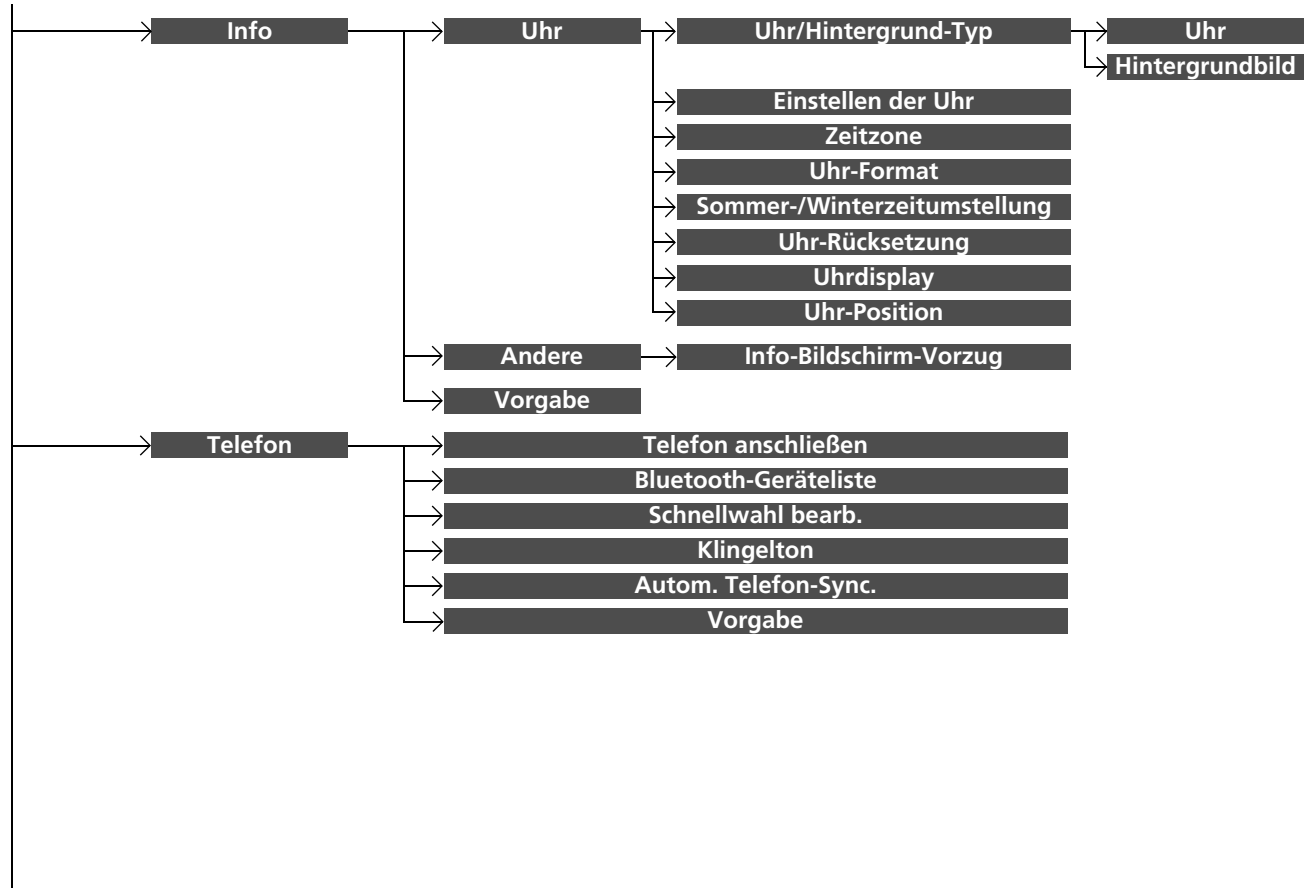 Info
Uhr
Uhr/Hintergrund-Typ
Uhr
Hintergrundbild
Einstellen der Uhr
Zeitzone
Uhr-Format
Sommer-/Winterzeitumstellung
Uhr-Rücksetzung
Uhrdisplay
Uhr-Position
Andere
Info-Bildschirm-Vorzug
Vorgabe
Telefon
Telefon anschließen
Bluetooth-Geräteliste
Schnellwahl bearb.
Klingelton
Autom. Telefon-Sync.
Vorgabe